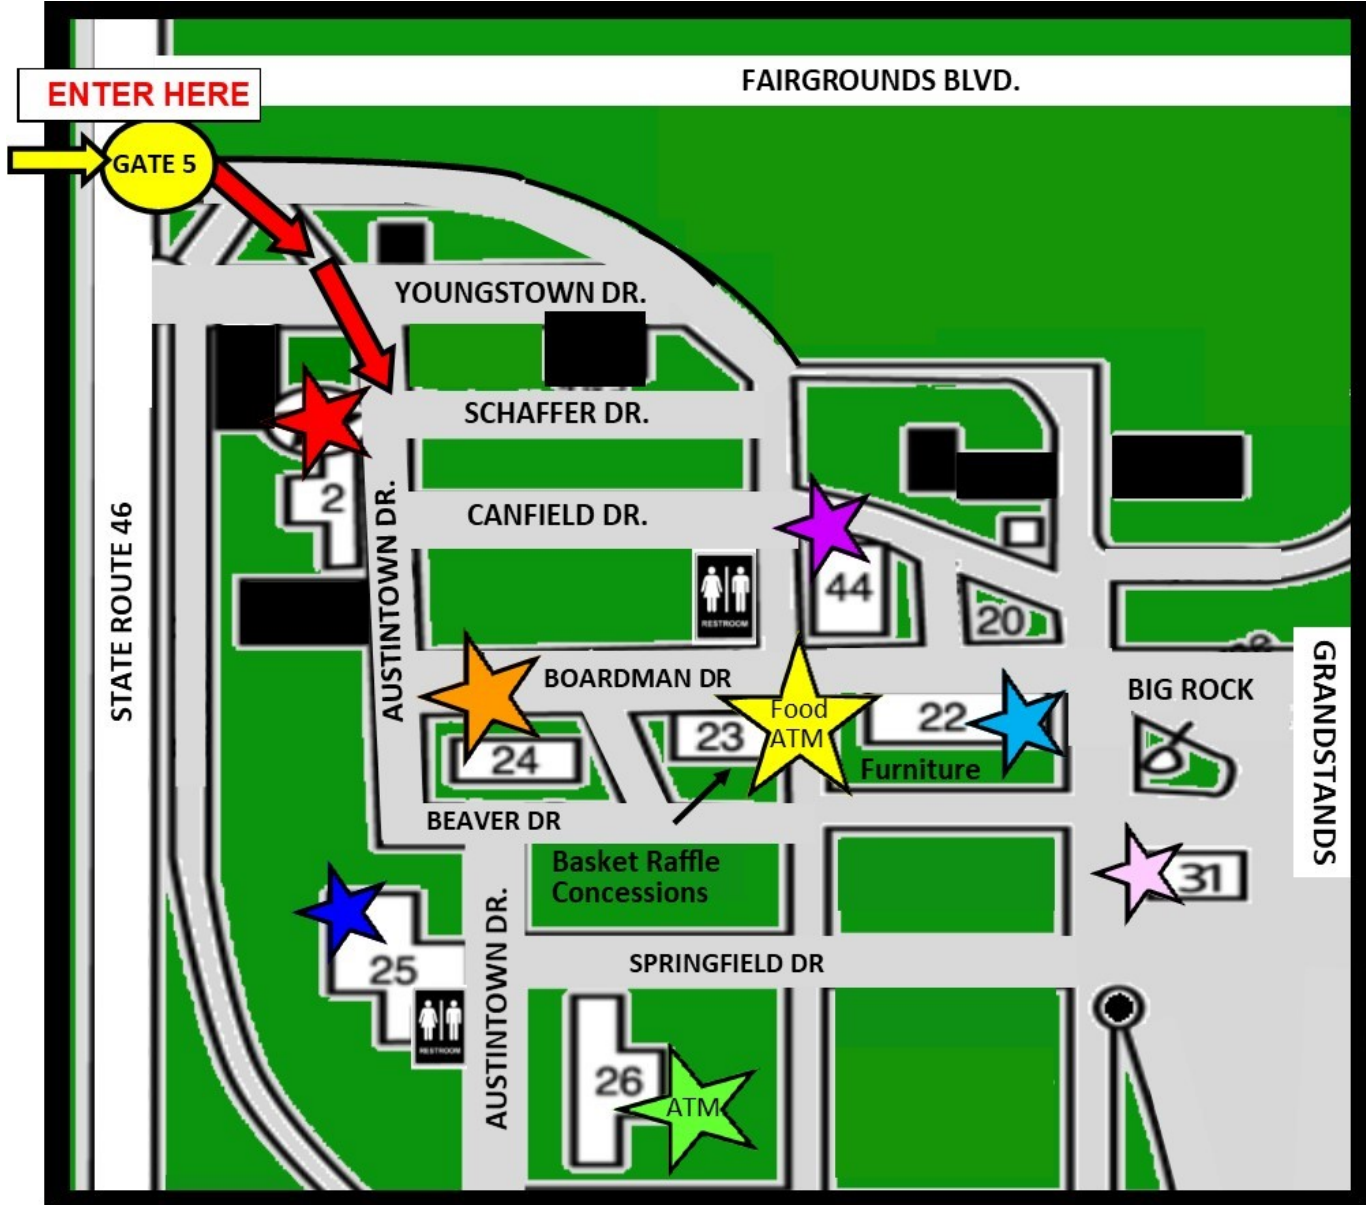 FAIRGROUNDS BLVD.
ENTER HERE
GATE 5
YOUNGSTOWN DR.
SCHAFFER DR.
2
CANFIELD DR.
AUSTINTOWN DR.
STATE ROUTE 46
44
RESTROOM
20
BOARDMAN DR
BIG ROCK
GRANDSTANDS
Food
ATM
22
23
24
Furniture
BEAVER DR
Basket Raffle
Concessions
31
AUSTINTOWN DR.
SPRINGFIELD DR
25
RESTROOM
26
ATM